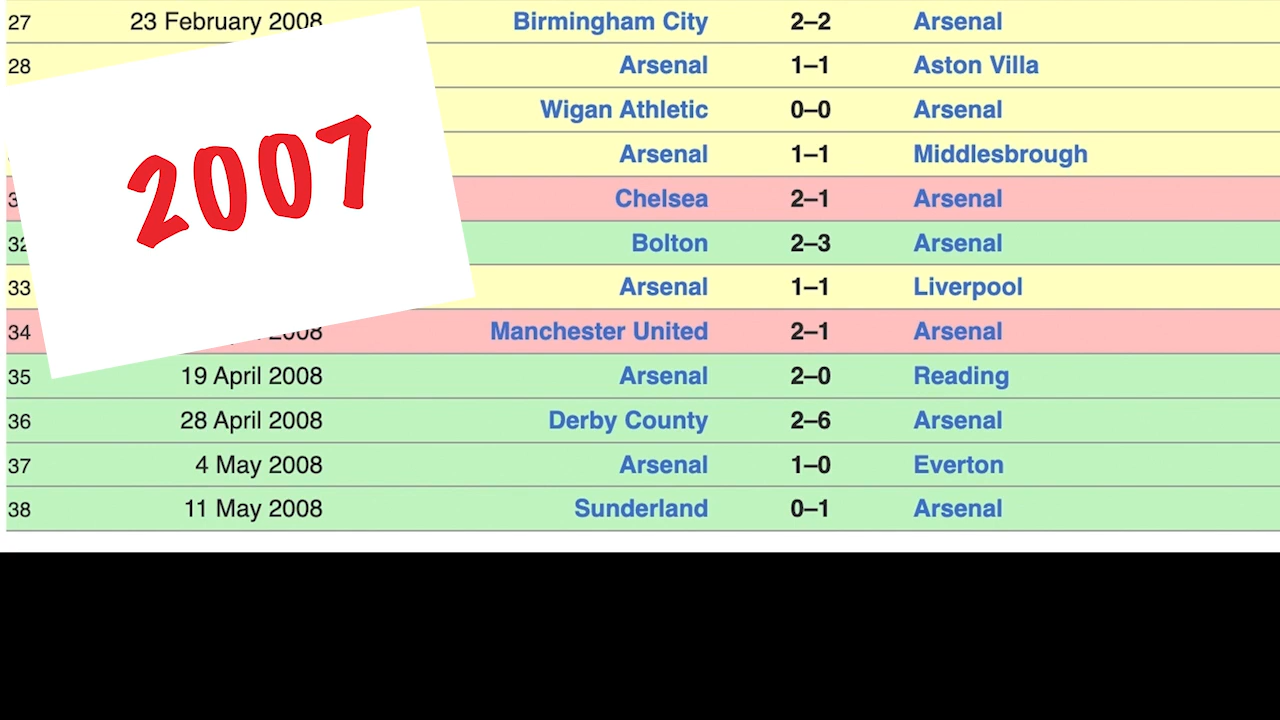 27 23 February 2008 Birmingham City 2–2 Arsenal
28 Arsenal 1–1 Aston Villa
Wigan Athletic 0–0 Arsenal
Arsenal 1–1 Middlesbrough
Chelsea 2–1 Arsenal
32 Bolton 2–3 Arsenal
33 Arsenal 1–1 Liverpool
34 2008 Manchester United 2–1 Arsenal
35 19 April 2008 Arsenal 2–0 Reading
36 28 April 2008 Derby County 2–6 Arsenal
37 4 May 2008 Arsenal 1–0 Everton
38 11 May 2008 Sunderland 0–1 Arsenal
2007